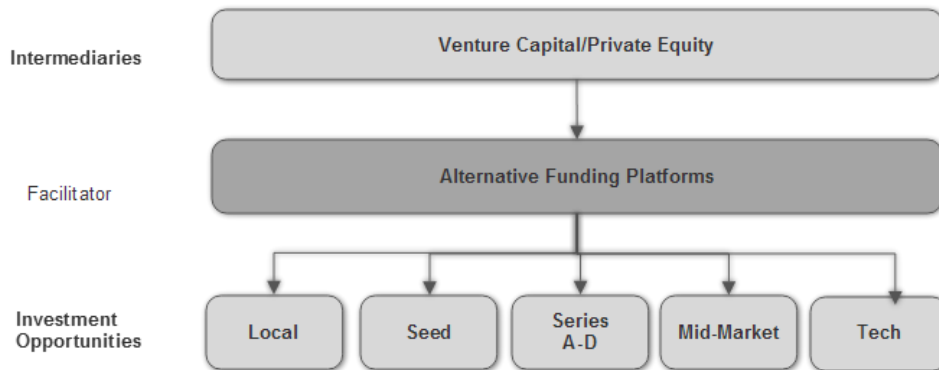 Intermediaries
Venture Capital/Private Equity
Facilitator
Alternative Funding Platforms
Investment
Opportunities
Local
Seed
Series
A-D
Mid-Market
Tech